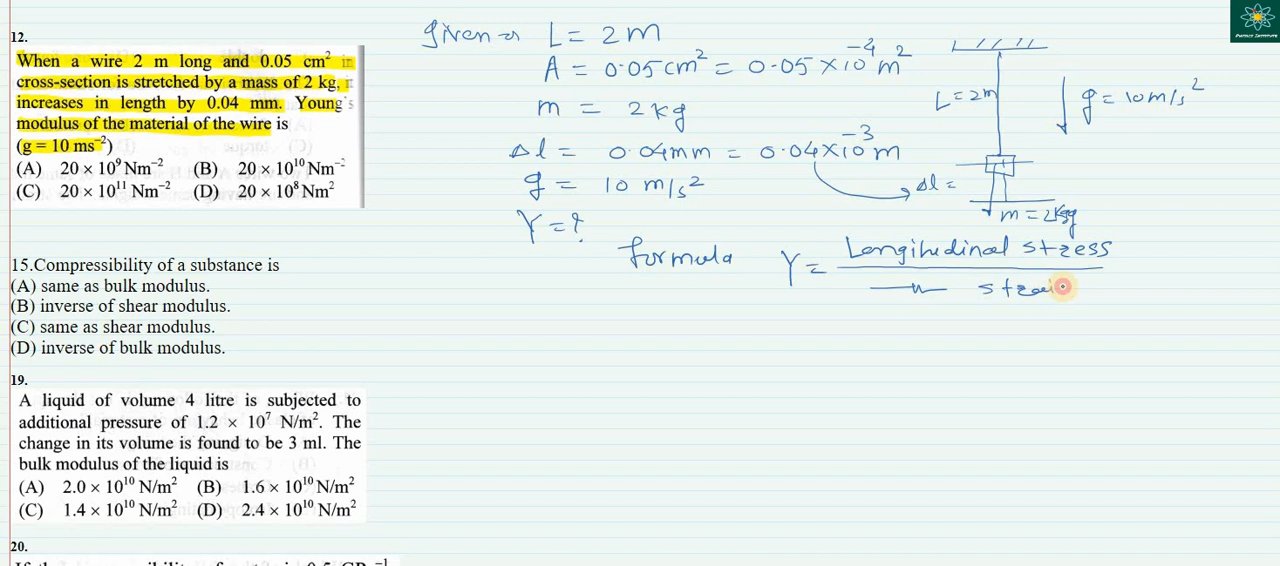 12.
When a wire 2 m long and 0.05 cm² in
cross-section is stretched by a mass of 2 kg, it
increases in length by 0.04 mm. Young's
modulus of the material of the wire is
(g = 10 ms⁻²)
(A) 20 × 10⁹ Nm⁻² (B) 20 × 10¹⁰ Nm⁻²
(C) 20 × 10¹¹ Nm⁻² (D) 20 × 10⁸ Nm²
15.Compressibility of a substance is
(A) same as bulk modulus.
(B) inverse of shear modulus.
(C) same as shear modulus.
(D) inverse of bulk modulus.
19.
A liquid of volume 4 litre is subjected to
additional pressure of 1.2 × 10⁷ N/m². The
change in its volume is found to be 3 ml. The
bulk modulus of the liquid is
(A) 2.0 × 10¹⁰ N/m² (B) 1.6 × 10¹⁰ N/m²
(C) 1.4 × 10¹⁰ N/m² (D) 2.4 × 10¹⁰ N/m²
20.
Given → L = 2 m
A = 0.05 cm² = 0.05 × 10⁻⁴ m²
m = 2 kg
Δl = 0.04 mm = 0.04 × 10⁻³ m
g = 10 m/s²
Y = ?
formula Y = Longitudinal stress
strain
L = 2m
g = 10 m/s²
Δl =
m = 2kg